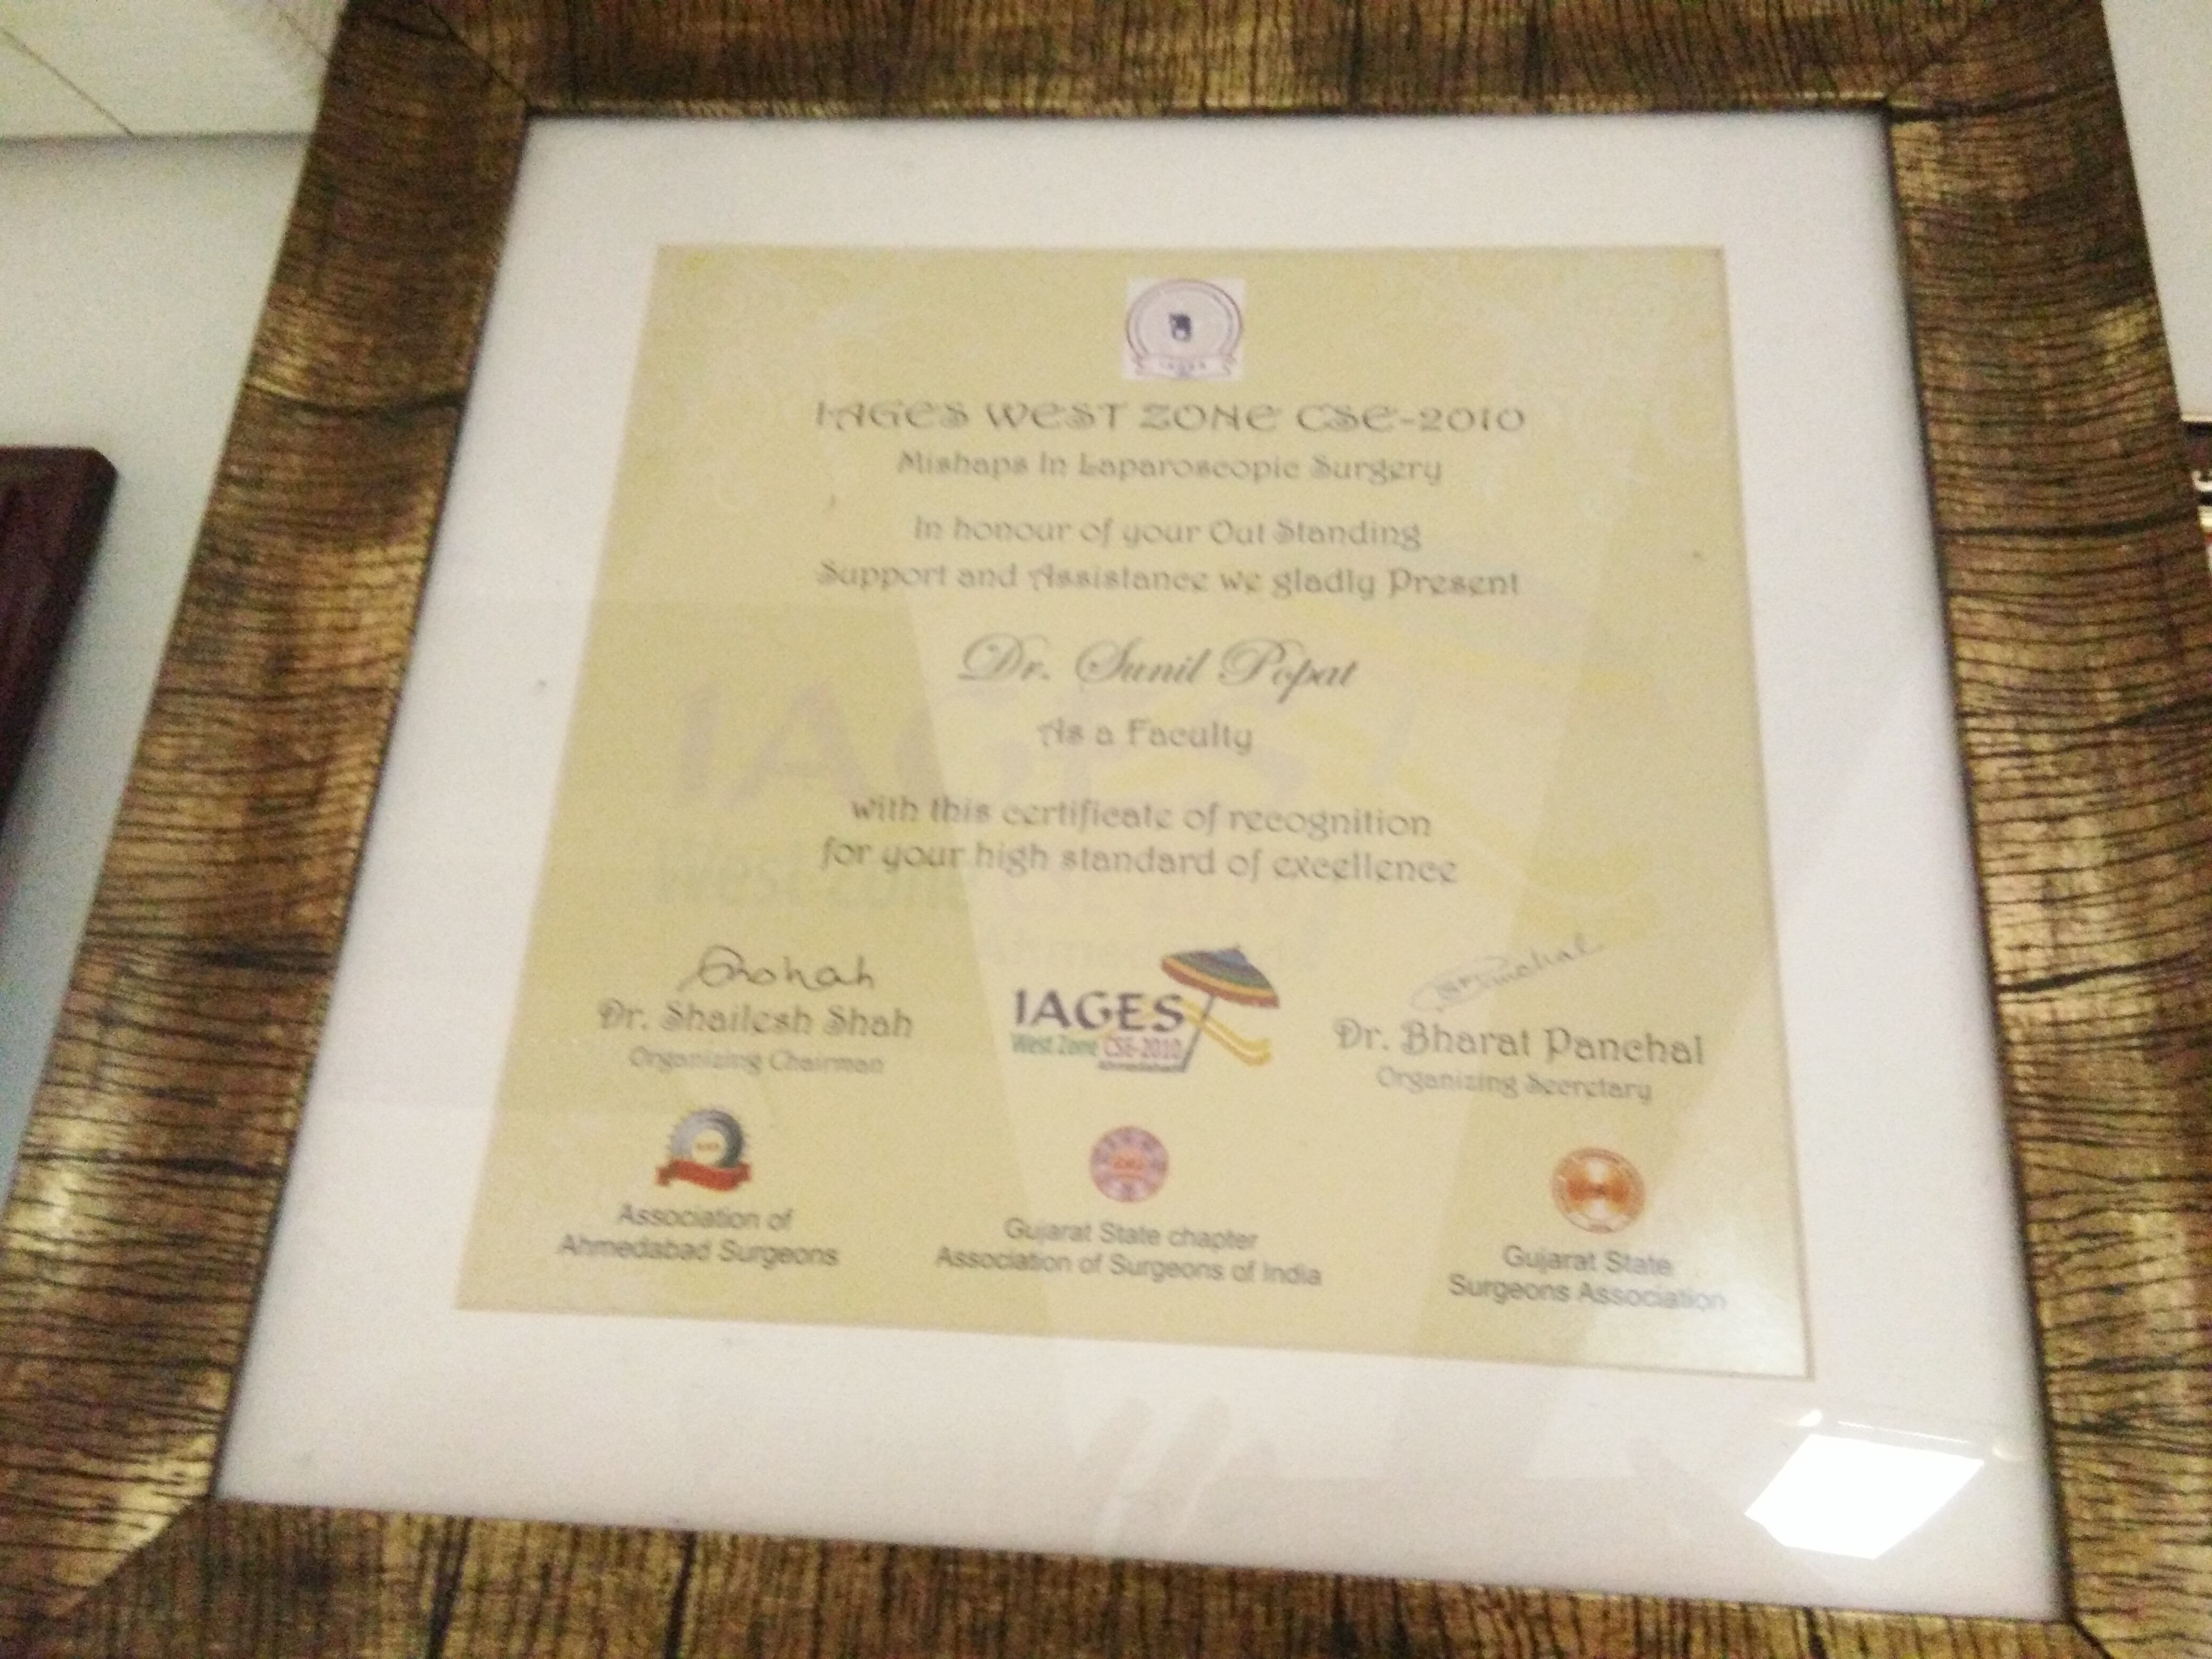 IAGES
IAGES WEST ZONE CSE-2010
Mishaps In Laparoscopic Surgery
In honour of your Out Standing
Support and Assistance we gladly Present
Dr. Sunil Popat
As a Faculty
with this certificate of recognition
for your high standard of excellence
Dr. Shailesh Shah
Organizing Chairman
IAGES
West Zone CSE-2010
Ahmedabad
Dr. Bharat Panchal
Organizing Secretary
Association of
Ahmedabad Surgeons
Gujarat State chapter
Association of Surgeons of India
Gujarat State
Surgeons Association